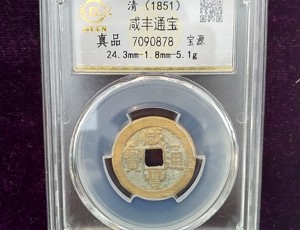 清（1851）
咸丰通宝
真品 7090878 宝源
24.3mm-1.8mm-5.1g
咸
寶 通
豐